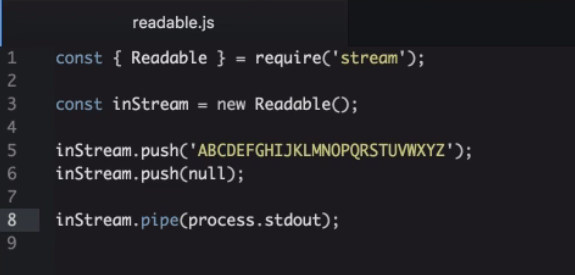 readable.js
1 const { Readable } = require('stream');
2
3 const inStream = new Readable();
4
5 inStream.push('ABCDEFGHIJKLMNOPQRSTUVWXYZ');
6 inStream.push(null);
7
8 inStream.pipe(process.stdout);
9